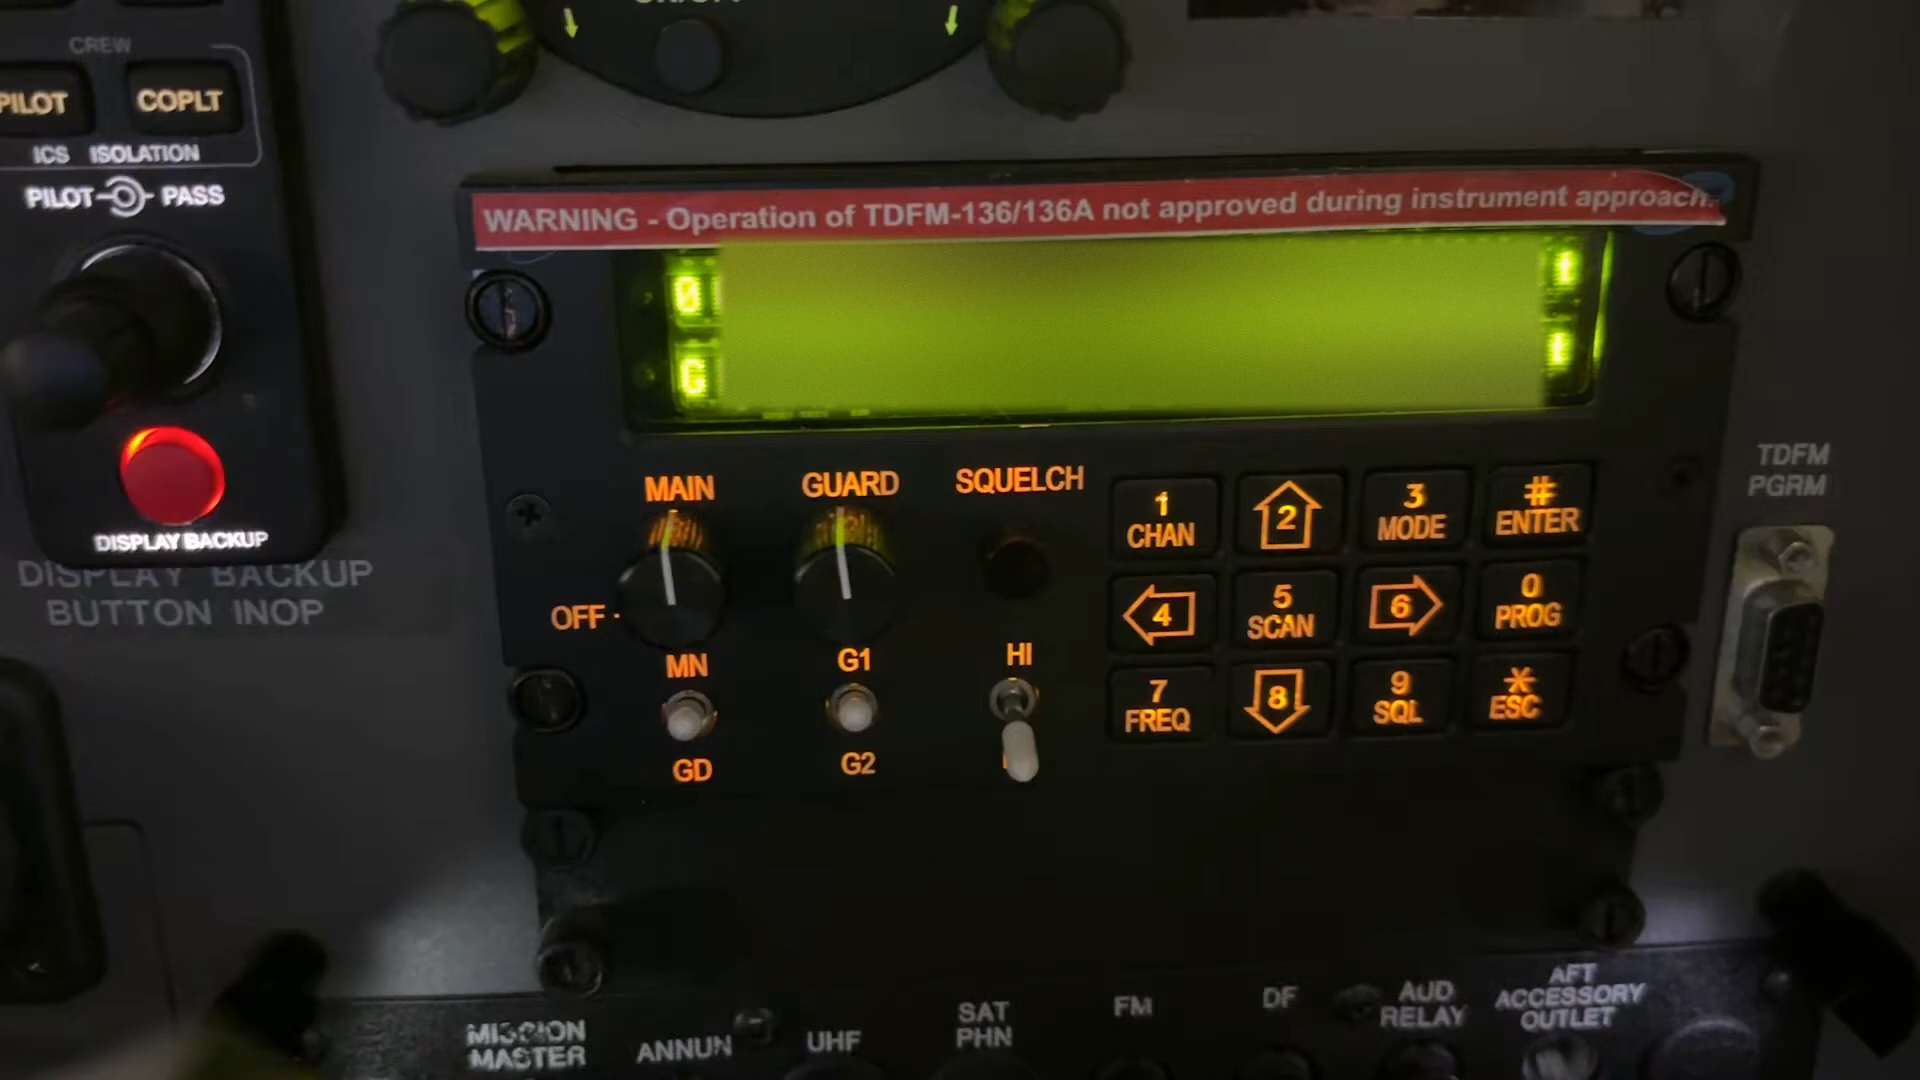 CREW
PILOT COPLT
ICS ISOLATION
PILOT PASS
DISPLAY BACKUP
DISPLAY BACKUP
BUTTON INOP
WARNING - Operation of TDFM-136/136A not approved during instrument approach.
0
G
MAIN GUARD SQUELCH
OFF
MN G1 HI
GD G2
1 CHAN
2
3 MODE
# ENTER
4
5 SCAN
6
0 PROG
7 FREQ
8
9 SQL
* ESC
TDFM
PGRM
MISSION
MASTER
ANNUN
UHF
SAT
PHN
FM
DF
AUD
RELAY
AFT
ACCESSORY
OUTLET